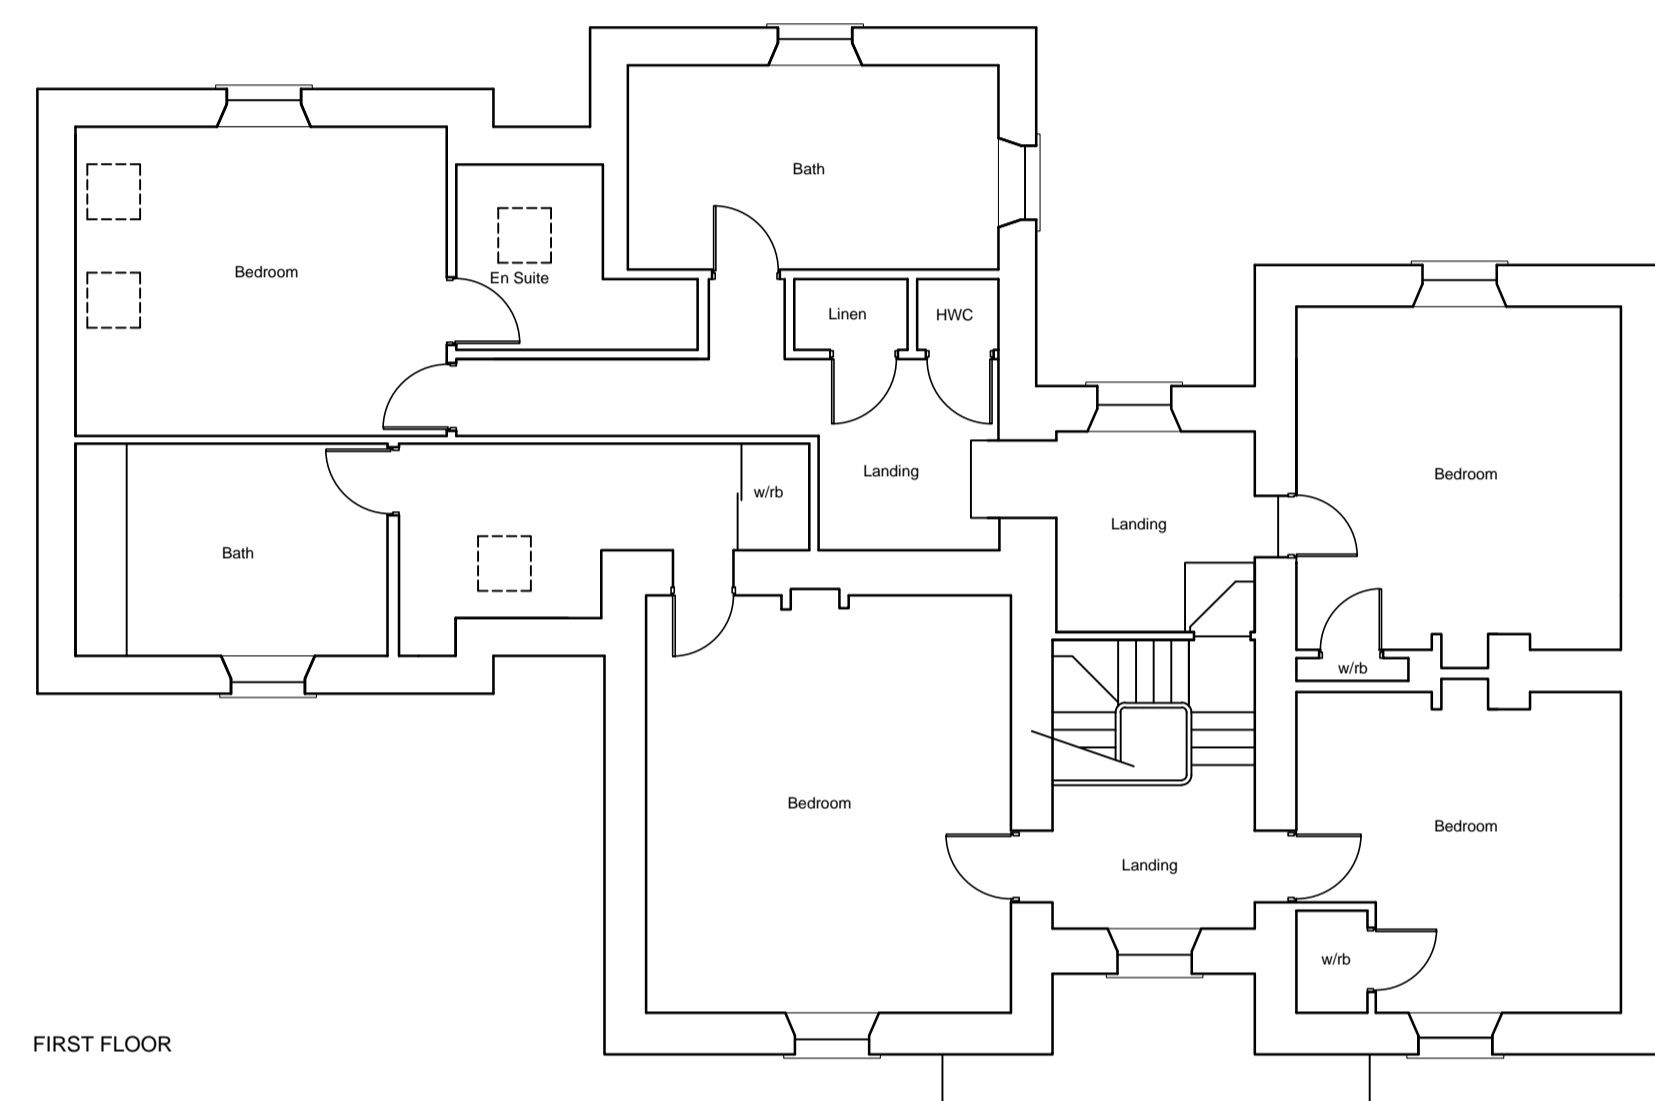 Bath
Bedroom
En Suite
Linen
HWC
Landing
w/rb
Landing
Bedroom
Bath
w/rb
Bedroom
Bedroom
Landing
w/rb
FIRST FLOOR